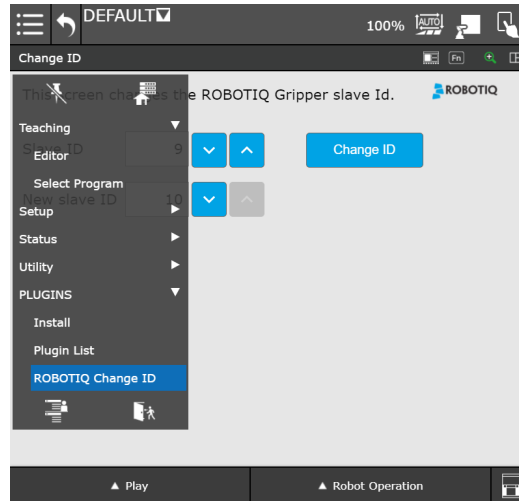 DEFAULT
100%
AUTO
Change ID
Fn
This screen changes the ROBOTIQ Gripper slave Id.
ROBOTIQ
Teaching
Slave ID 9
Change ID
Editor
Select Program
New slave ID 10
Setup
Status
Utility
PLUGINS
Install
Plugin List
ROBOTIQ Change ID
▲ Play
▲ Robot Operation